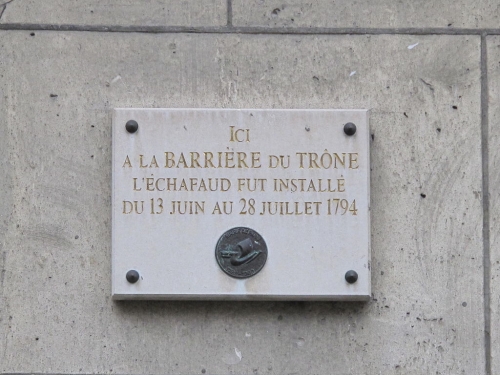 ICI
A LA BARRIÈRE DU TRÔNE
L'ÉCHAFAUD FUT INSTALLÉ
DU 13 JUIN AU 28 JUILLET 1794